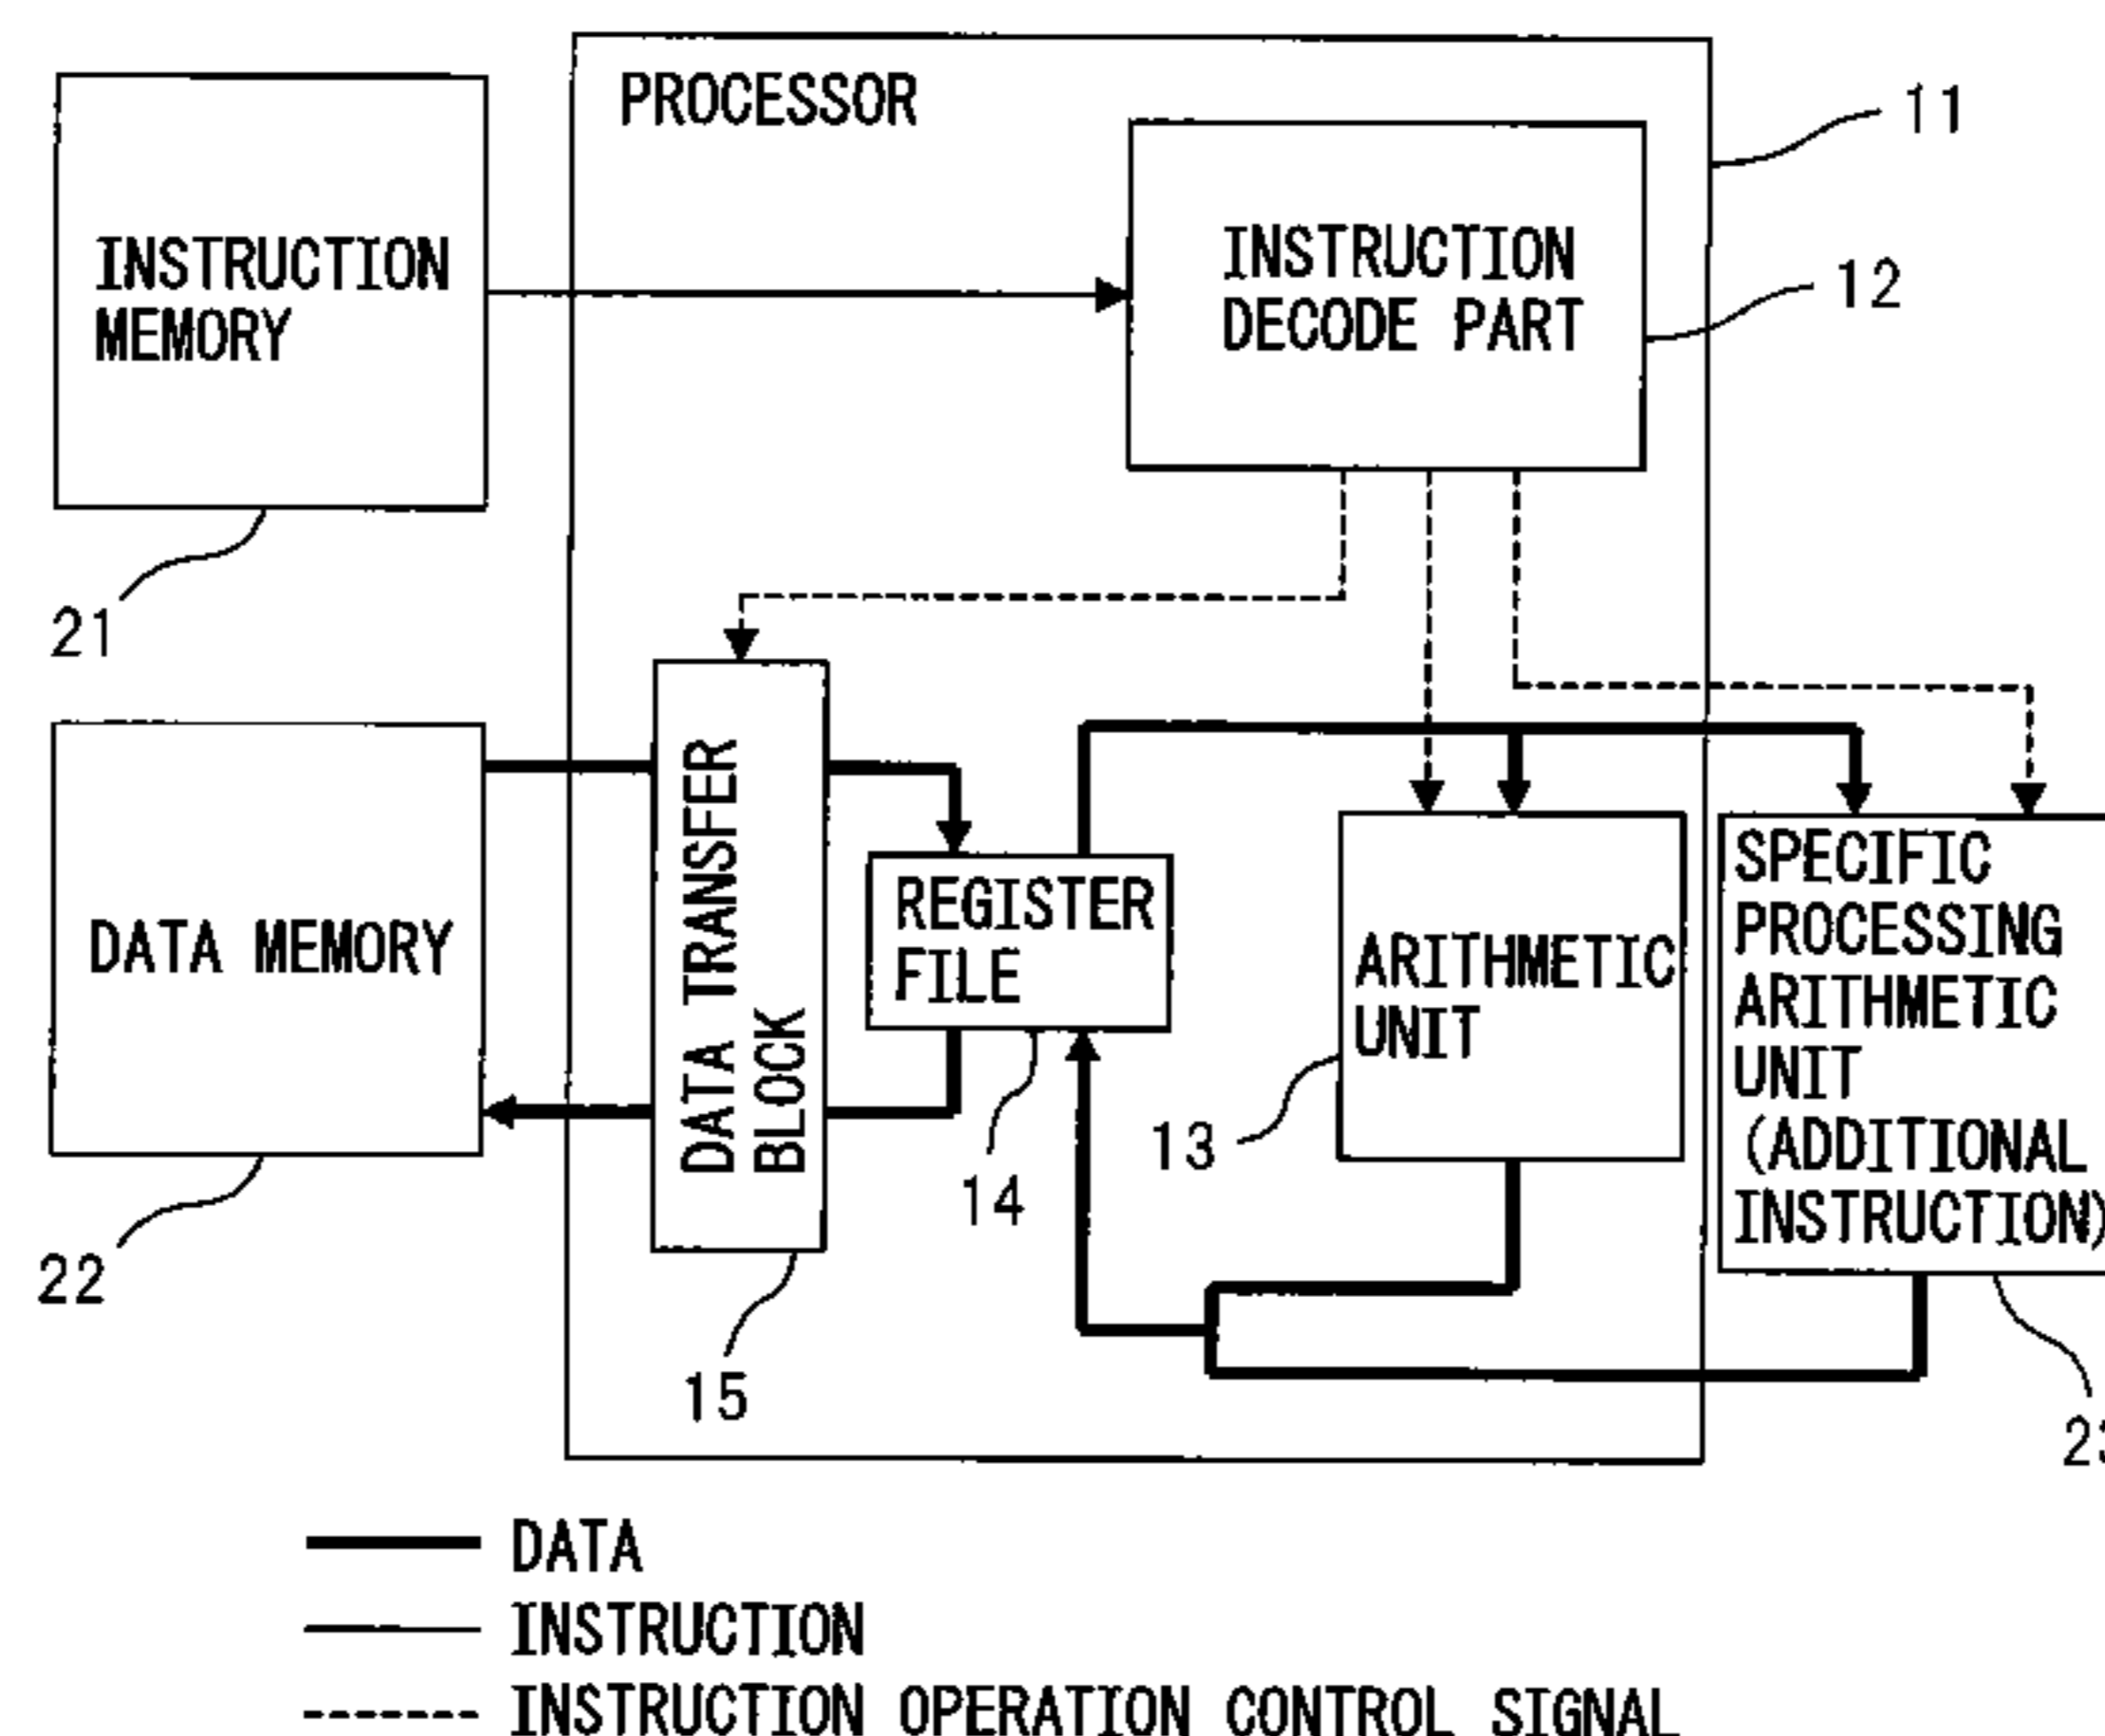 PROCESSOR
11
INSTRUCTION
MEMORY
INSTRUCTION
DECODE PART
12
21
DATA MEMORY
DATA TRANSFER
BLOCK
REGISTER
FILE
ARITHMETIC
UNIT
SPECIFIC
PROCESSING
ARITHMETIC
UNIT
(ADDITIONAL
INSTRUCTION)
13
14
22
15
DATA
INSTRUCTION
INSTRUCTION OPERATION CONTROL SIGNAL